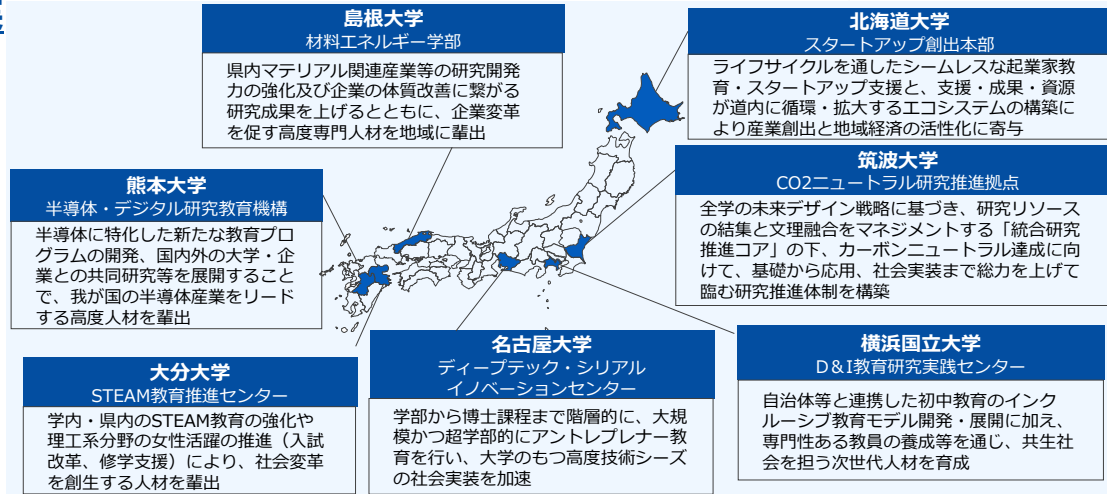 島根大学
材料エネルギー学部
県内マテリアル関連産業等の研究開発
力の強化及び企業の体質改善に繋がる
研究成果を上げるとともに、企業変革
を促す高度専門人材を地域に輩出
北海道大学
スタートアップ創出本部
ライフサイクルを通したシームレスな起業家教
育・スタートアップ支援と、支援・成果・資源
が道内に循環・拡大するエコシステムの構築に
より産業創出と地域経済の活性化に寄与
熊本大学
半導体・デジタル研究教育機構
半導体に特化した新たな教育プロ
グラムの開発、国内外の大学・企
業との共同研究等を展開すること
で、我が国の半導体産業をリード
する高度人材を輩出
筑波大学
CO2ニュートラル研究推進拠点
全学の未来デザイン戦略に基づき、研究リソース
の結集と文理融合をマネジメントする「統合研究
推進コア」の下、カーボンニュートラル達成に向
けて、基礎から応用、社会実装まで総力を上げて
臨む研究推進体制を構築
大分大学
STEAM教育推進センター
学内・県内のSTEAM教育の強化や
理工系分野の女性活躍の推進（入試
改革、修学支援）により、社会変革
を創生する人材を輩出
名古屋大学
ディープテック・シリアル
イノベーションセンター
学部から博士課程まで階層的に、大規
模かつ超学部的にアントレプレナー教
育を行い、大学のもつ高度技術シーズ
の社会実装を加速
横浜国立大学
D＆I教育研究実践センター
自治体等と連携した初中教育のインク
ルーシブ教育モデル開発・展開に加え、
専門性ある教員の養成等を通じ、共生社
会を担う次世代人材を育成